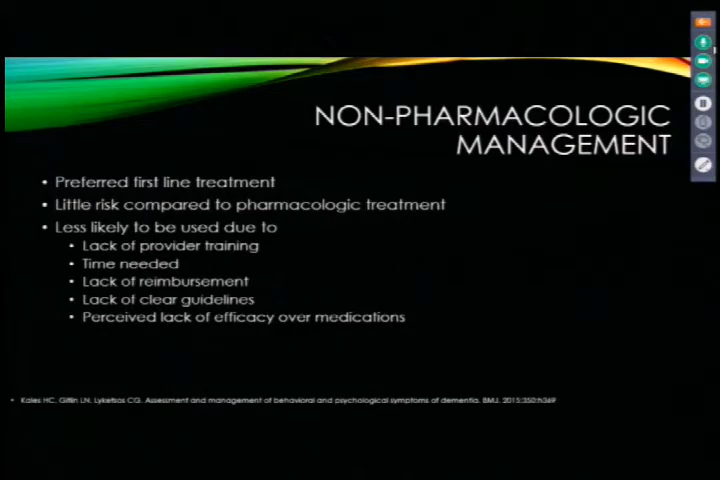 NON-PHARMACOLOGIC
MANAGEMENT
• Preferred first line treatment
• Little risk compared to pharmacologic treatment
• Less likely to be used due to
• Lack of provider training
• Time needed
• Lack of reimbursement
• Lack of clear guidelines
• Perceived lack of efficacy over medications
• Kales HC, Gitlin LN, Lyketsos CG. Assessment and management of behavioral and psychological symptoms of dementia. BMJ. 2015;350:h369